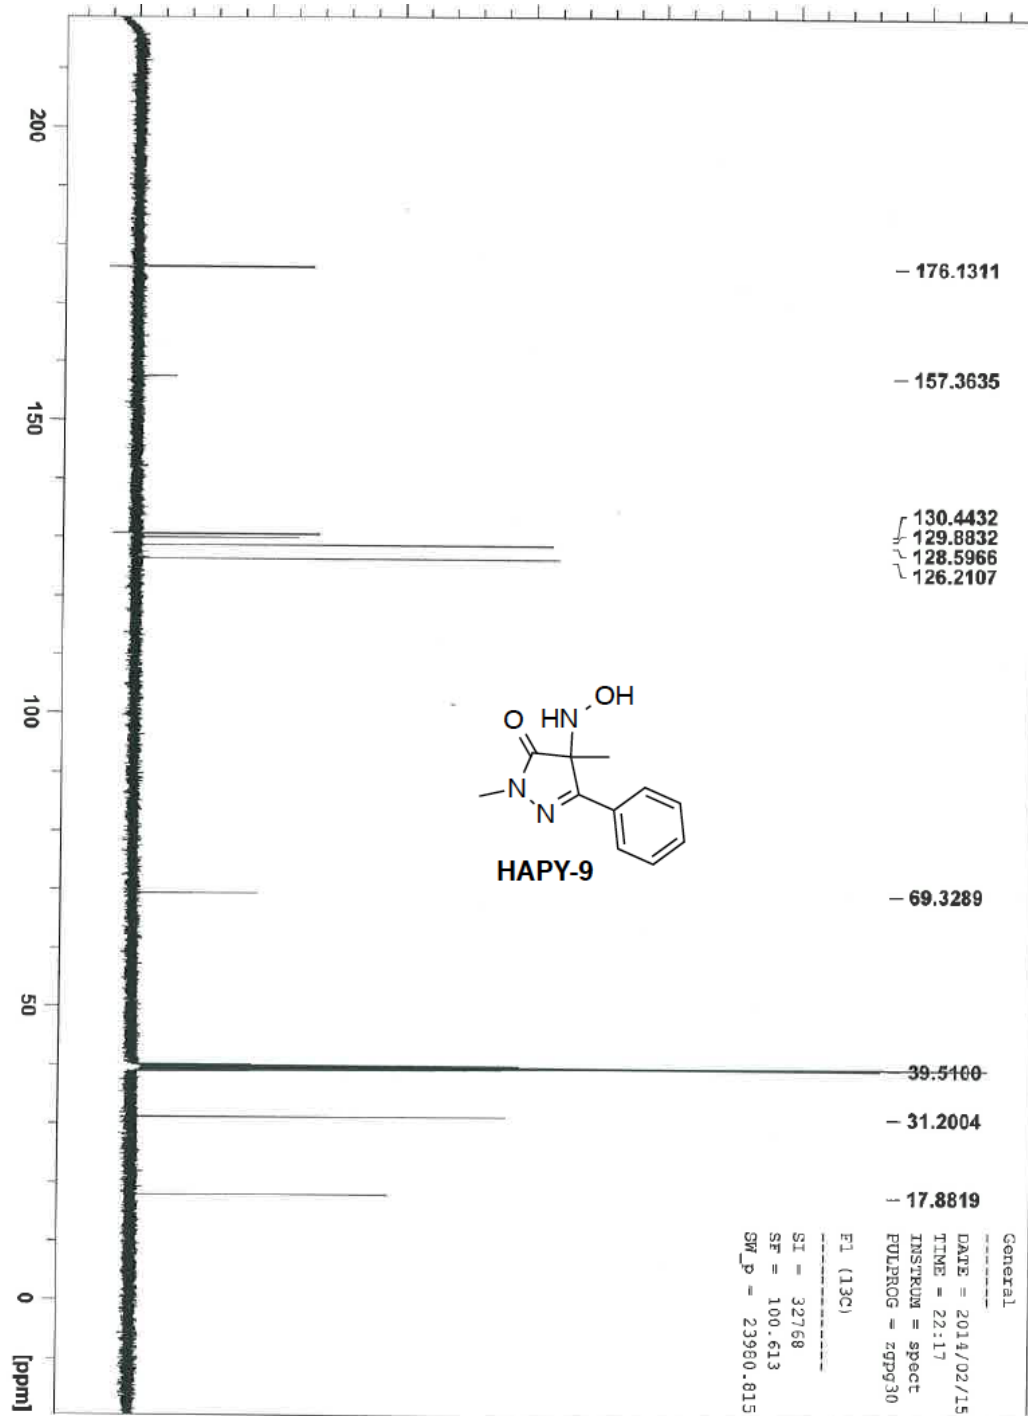 General
-------
DATE = 2014/02/15
TIME = 22:17
INSTRUM = spect
PULPROG = zgpg30
F1 (13C)
------------
SI = 32768
SF = 100.613
SW_p = 23980.815
176.1311
157.3635
130.4432
129.8832
128.5966
126.2107
69.3289
39.5100
31.2004
17.8819
OH
HN
O
N
N
HAPY-9
200
150
100
50
0
[ppm]